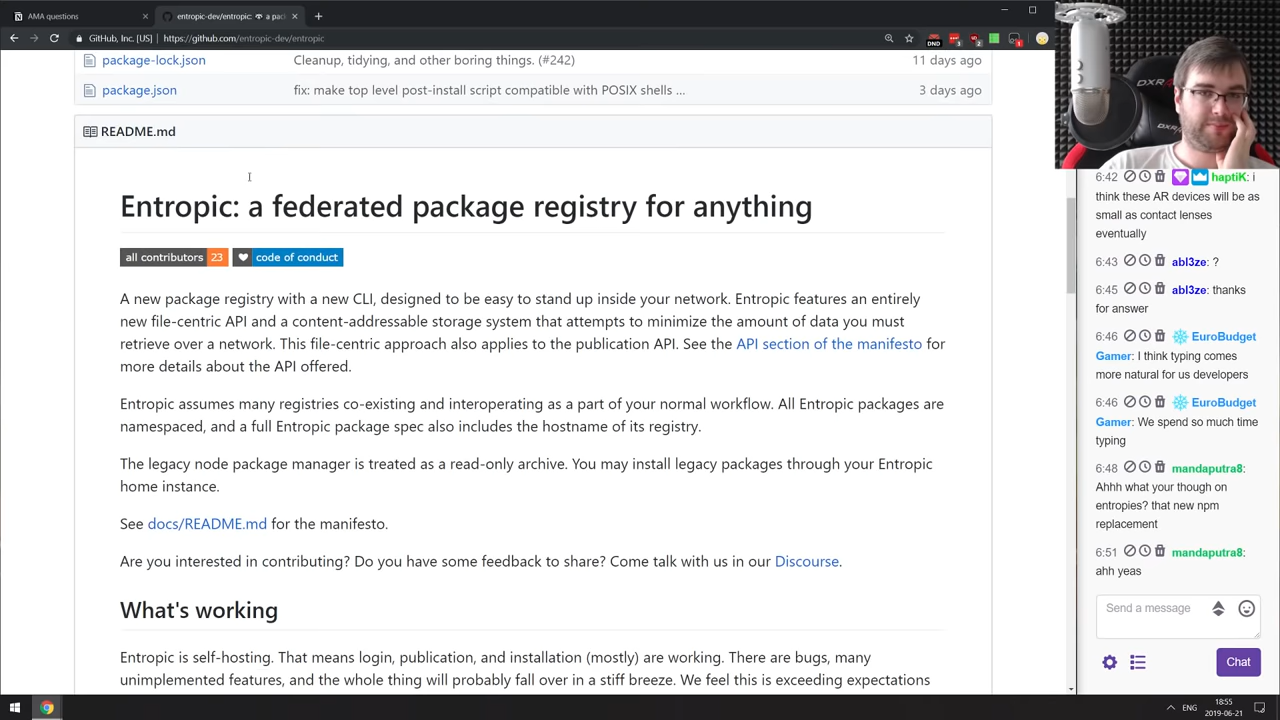 AMA questions
entropic-dev/entropic: a pac
GitHub, Inc. [US]
https://github.com/entropic-dev/entropic
package-lock.json
Cleanup, tidying, and other boring things. (#242)
11 days ago
package.json
fix: make top level post-install script compatible with POSIX shells ...
3 days ago
README.md
Entropic: a federated package registry for anything
all contributors 23
code of conduct
A new package registry with a new CLI, designed to be easy to stand up inside your network. Entropic features an entirely
new file-centric API and a content-addressable storage system that attempts to minimize the amount of data you must
retrieve over a network. This file-centric approach also applies to the publication API. See the API section of the manifesto for
more details about the API offered.
Entropic assumes many registries co-existing and interoperating as a part of your normal workflow. All Entropic packages are
namespaced, and a full Entropic package spec also includes the hostname of its registry.
The legacy node package manager is treated as a read-only archive. You may install legacy packages through your Entropic
home instance.
See docs/README.md for the manifesto.
Are you interested in contributing? Do you have some feedback to share? Come talk with us in our Discourse.
What's working
Entropic is self-hosting. That means login, publication, and installation (mostly) are working. There are bugs, many
unimplemented features, and the whole thing will probably fall over in a stiff breeze. We feel this is exceeding expectations
DXR
6:42 haptiK: i
think these AR devices will be as
small as contact lenses
eventually
6:43 abl3ze: ?
6:45 abl3ze: thanks
for answer
6:46 EuroBudget
Gamer: I think typing comes
more natural for us developers
6:46 EuroBudget
Gamer: We spend so much time
typing
6:48 mandaputra8:
Ahhh what your though on
entropies? that new npm
replacement
6:51 mandaputra8:
ahh yeas
Send a message
Chat
ENG
18:55
2019-06-21